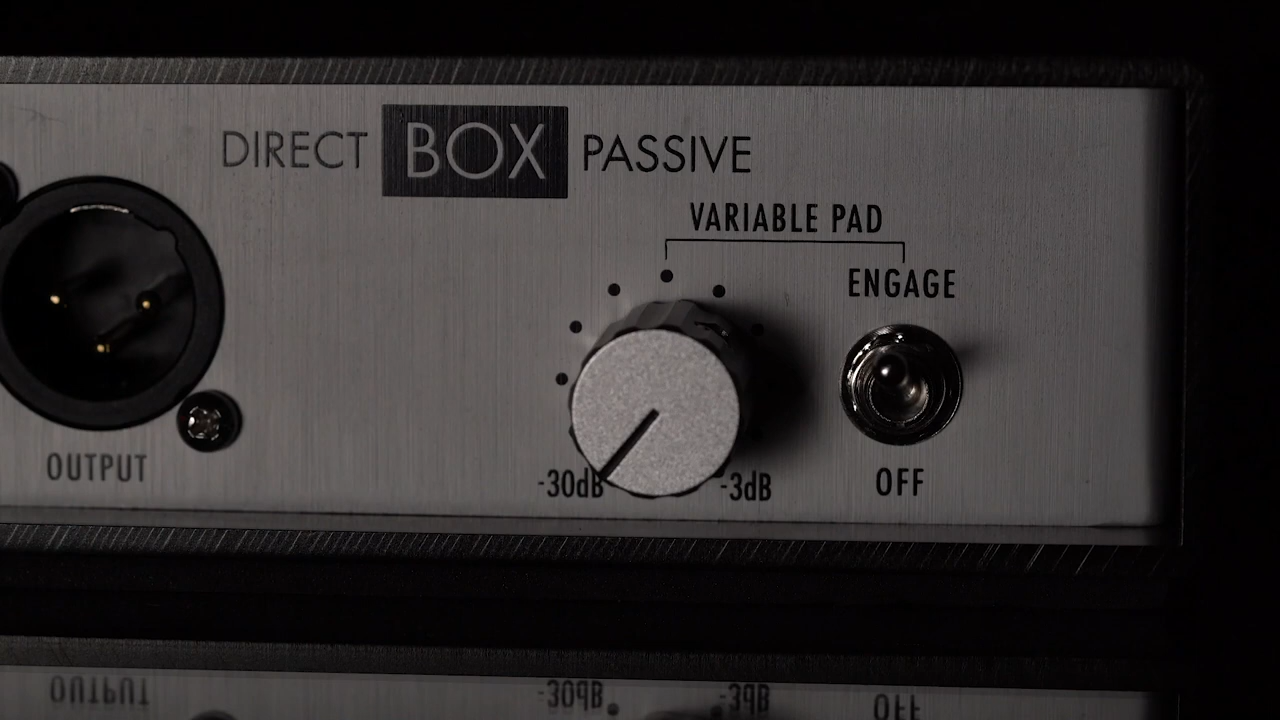 DIRECT BOX PASSIVE
VARIABLE PAD
ENGAGE
OUTPUT
-30dB
-3dB
OFF